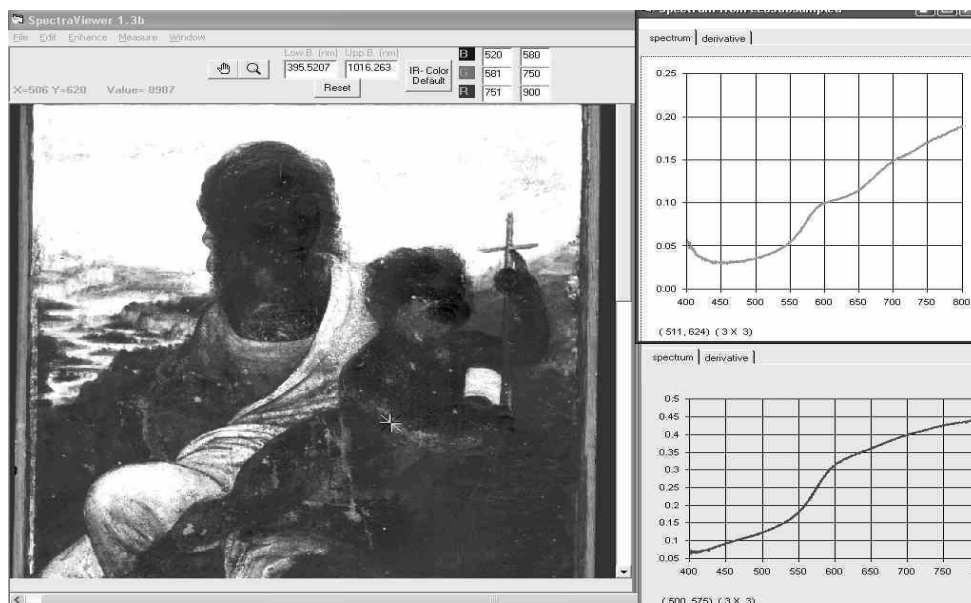 SpectraViewer 1.3b
File Edit Enhance Measure Window
Low B. (nm) Upp B. (nm)
395.5207 1016.263
Reset
IR- Color
Default
B 520 580
G 581 750
R 751 900
X=506 Y=620 Value= 8987
spectrum derivative
0.25
0.20
0.15
0.10
0.05
0.00
400 450 500 550 600 650 700 750 800
( 511, 624) ( 3 X 3)
spectrum derivative
0.5
0.45
0.4
0.35
0.3
0.25
0.2
0.15
0.1
0.05
400 450 500 550 600 650 700 750
( 500, 575) ( 3 X 3)